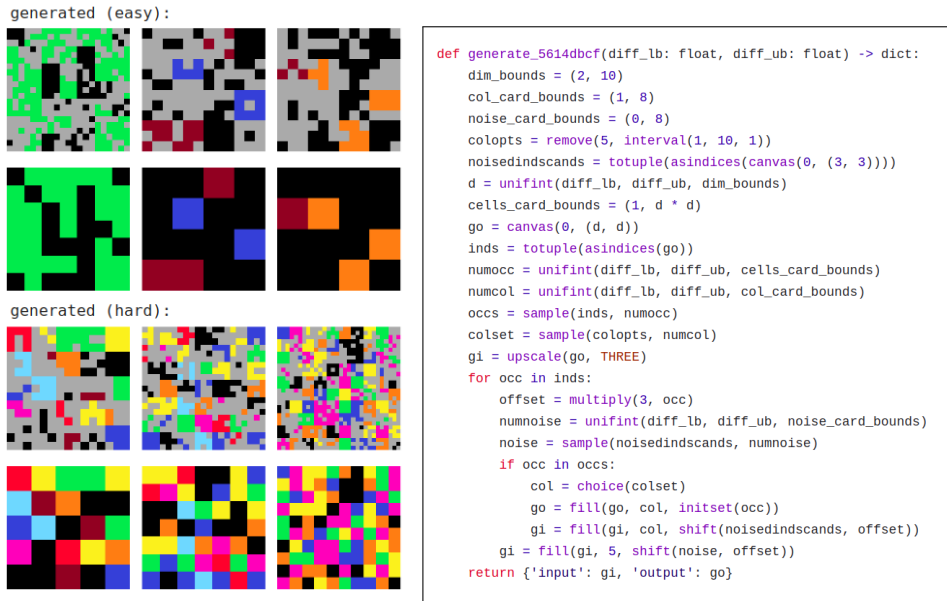 generated (easy):
generated (hard):
def generate_5614dbcf(diff_lb: float, diff_ub: float) -> dict:
    dim_bounds = (2, 10)
    col_card_bounds = (1, 8)
    noise_card_bounds = (0, 8)
    colopts = remove(5, interval(1, 10, 1))
    noisedindscands = totuple(asindices(canvas(0, (3, 3))))
    d = unifint(diff_lb, diff_ub, dim_bounds)
    cells_card_bounds = (1, d * d)
    go = canvas(0, (d, d))
    inds = totuple(asindices(go))
    numocc = unifint(diff_lb, diff_ub, cells_card_bounds)
    numcol = unifint(diff_lb, diff_ub, col_card_bounds)
    occs = sample(inds, numocc)
    colset = sample(colopts, numcol)
    gi = upscale(go, THREE)
    for occ in inds:
        offset = multiply(3, occ)
        numnoise = unifint(diff_lb, diff_ub, noise_card_bounds)
        noise = sample(noisedindscands, numnoise)
        if occ in occs:
            col = choice(colset)
            go = fill(go, col, initset(occ))
            gi = fill(gi, col, shift(noisedindscands, offset))
        gi = fill(gi, 5, shift(noise, offset))
    return {'input': gi, 'output': go}